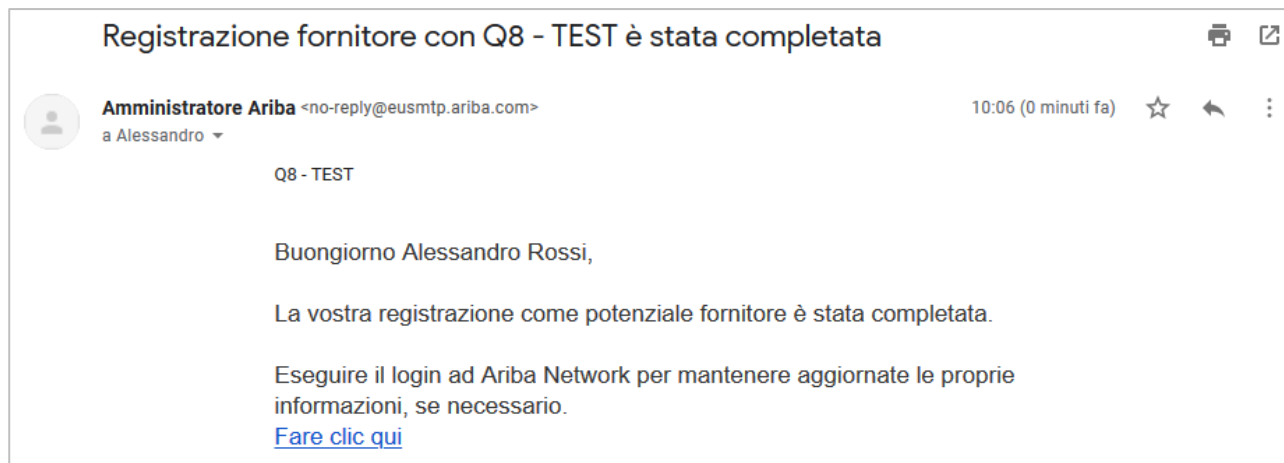 Registrazione fornitore con Q8 - TEST è stata completata
Amministratore Ariba <no-reply@eusmtp.ariba.com>
10:06 (0 minuti fa)
a Alessandro
Q8 - TEST
Buongiorno Alessandro Rossi,
La vostra registrazione come potenziale fornitore è stata completata.
Eseguire il login ad Ariba Network per mantenere aggiornate le proprie
informazioni, se necessario.
Fare clic qui